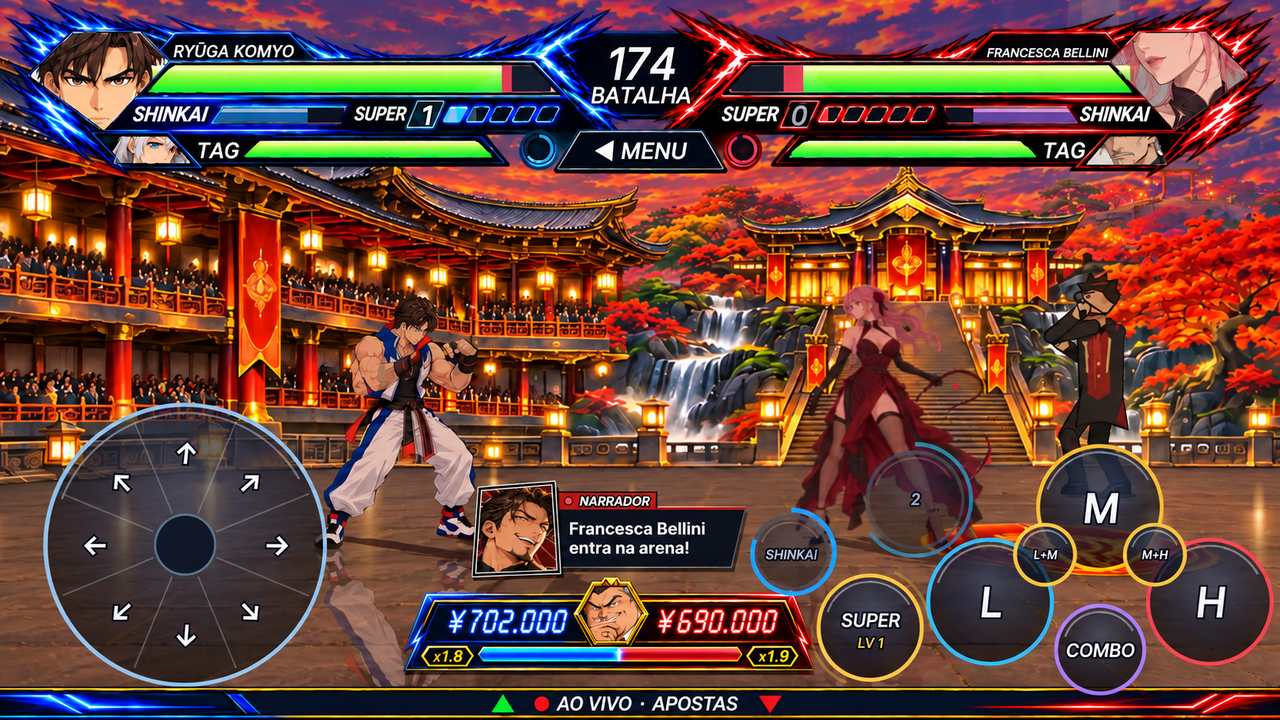 RYŪGA KOMYO
174
BATALHA
FRANCESCA BELLINI
SHINKAI
SUPER 1
SUPER 0
SHINKAI
TAG
◀ MENU
TAG
NARRADOR
Francesca Bellini
entra na arena!
2
SHINKAI
M
L+M
M+H
L
H
SUPER
LV 1
COMBO
¥702.000
¥690.000
x1.8
x1.9
AO VIVO · APOSTAS